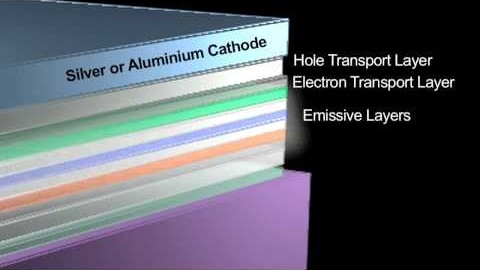 Silver or Aluminium Cathode
Hole Transport Layer
Electron Transport Layer
Emissive Layers